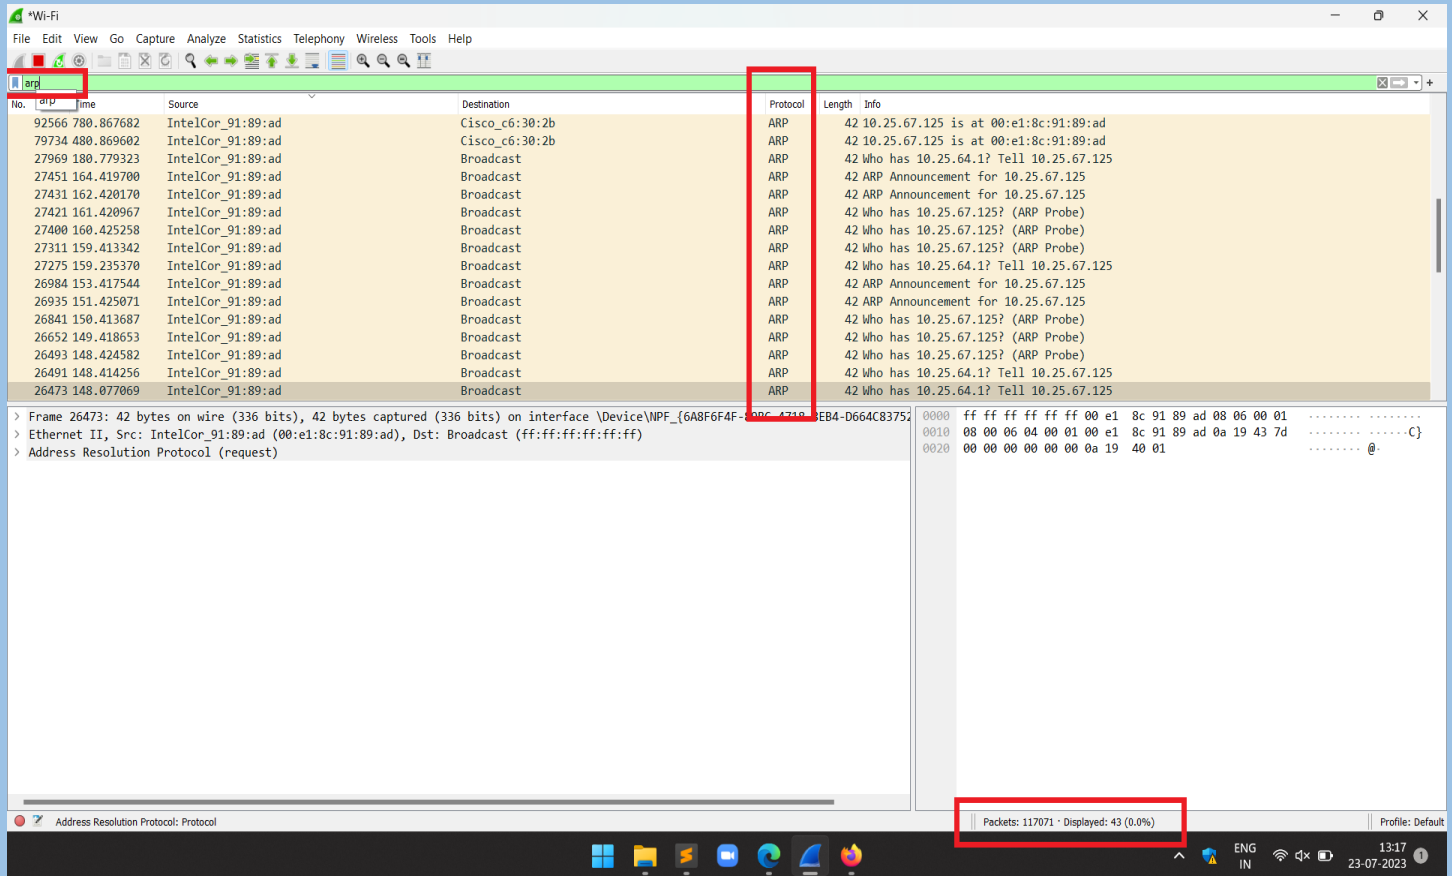 *Wi-Fi
File Edit View Go Capture Analyze Statistics Telephony Wireless Tools Help
arp
arp
No. Time Source Destination Protocol Length Info
92566 780.867682 IntelCor_91:89:ad Cisco_c6:30:2b ARP 42 10.25.67.125 is at 00:e1:8c:91:89:ad
79734 480.869602 IntelCor_91:89:ad Cisco_c6:30:2b ARP 42 10.25.67.125 is at 00:e1:8c:91:89:ad
27969 180.779323 IntelCor_91:89:ad Broadcast ARP 42 Who has 10.25.64.1? Tell 10.25.67.125
27451 164.419700 IntelCor_91:89:ad Broadcast ARP 42 ARP Announcement for 10.25.67.125
27431 162.420170 IntelCor_91:89:ad Broadcast ARP 42 ARP Announcement for 10.25.67.125
27421 161.420967 IntelCor_91:89:ad Broadcast ARP 42 Who has 10.25.67.125? (ARP Probe)
27400 160.425258 IntelCor_91:89:ad Broadcast ARP 42 Who has 10.25.67.125? (ARP Probe)
27311 159.413342 IntelCor_91:89:ad Broadcast ARP 42 Who has 10.25.67.125? (ARP Probe)
27275 159.235370 IntelCor_91:89:ad Broadcast ARP 42 Who has 10.25.64.1? Tell 10.25.67.125
26984 153.417544 IntelCor_91:89:ad Broadcast ARP 42 ARP Announcement for 10.25.67.125
26935 151.425071 IntelCor_91:89:ad Broadcast ARP 42 ARP Announcement for 10.25.67.125
26841 150.413687 IntelCor_91:89:ad Broadcast ARP 42 Who has 10.25.67.125? (ARP Probe)
26652 149.418653 IntelCor_91:89:ad Broadcast ARP 42 Who has 10.25.67.125? (ARP Probe)
26493 148.424582 IntelCor_91:89:ad Broadcast ARP 42 Who has 10.25.67.125? (ARP Probe)
26491 148.414256 IntelCor_91:89:ad Broadcast ARP 42 Who has 10.25.64.1? Tell 10.25.67.125
26473 148.077069 IntelCor_91:89:ad Broadcast ARP 42 Who has 10.25.64.1? Tell 10.25.67.125
Frame 26473: 42 bytes on wire (336 bits), 42 bytes captured (336 bits) on interface
Ethernet II, Src: IntelCor_91:89:ad (00:e1:8c:91:89:ad), Dst: Broadcast (ff:ff:ff:ff:ff:ff)
Address Resolution Protocol (request)
0000 ff ff ff ff ff ff 00 e1 8c 91 89 ad 08 06 00 01 ········ ········
0010 08 00 06 04 00 01 00 e1 8c 91 89 ad 0a 19 43 7d ········ ······C}
0020 00 00 00 00 00 00 0a 19 40 01 ········ @·
Address Resolution Protocol: Protocol
Packets: 117071 · Displayed: 43 (0.0%)
Profile: Default
ENG
IN
13:17
23-07-2023
1